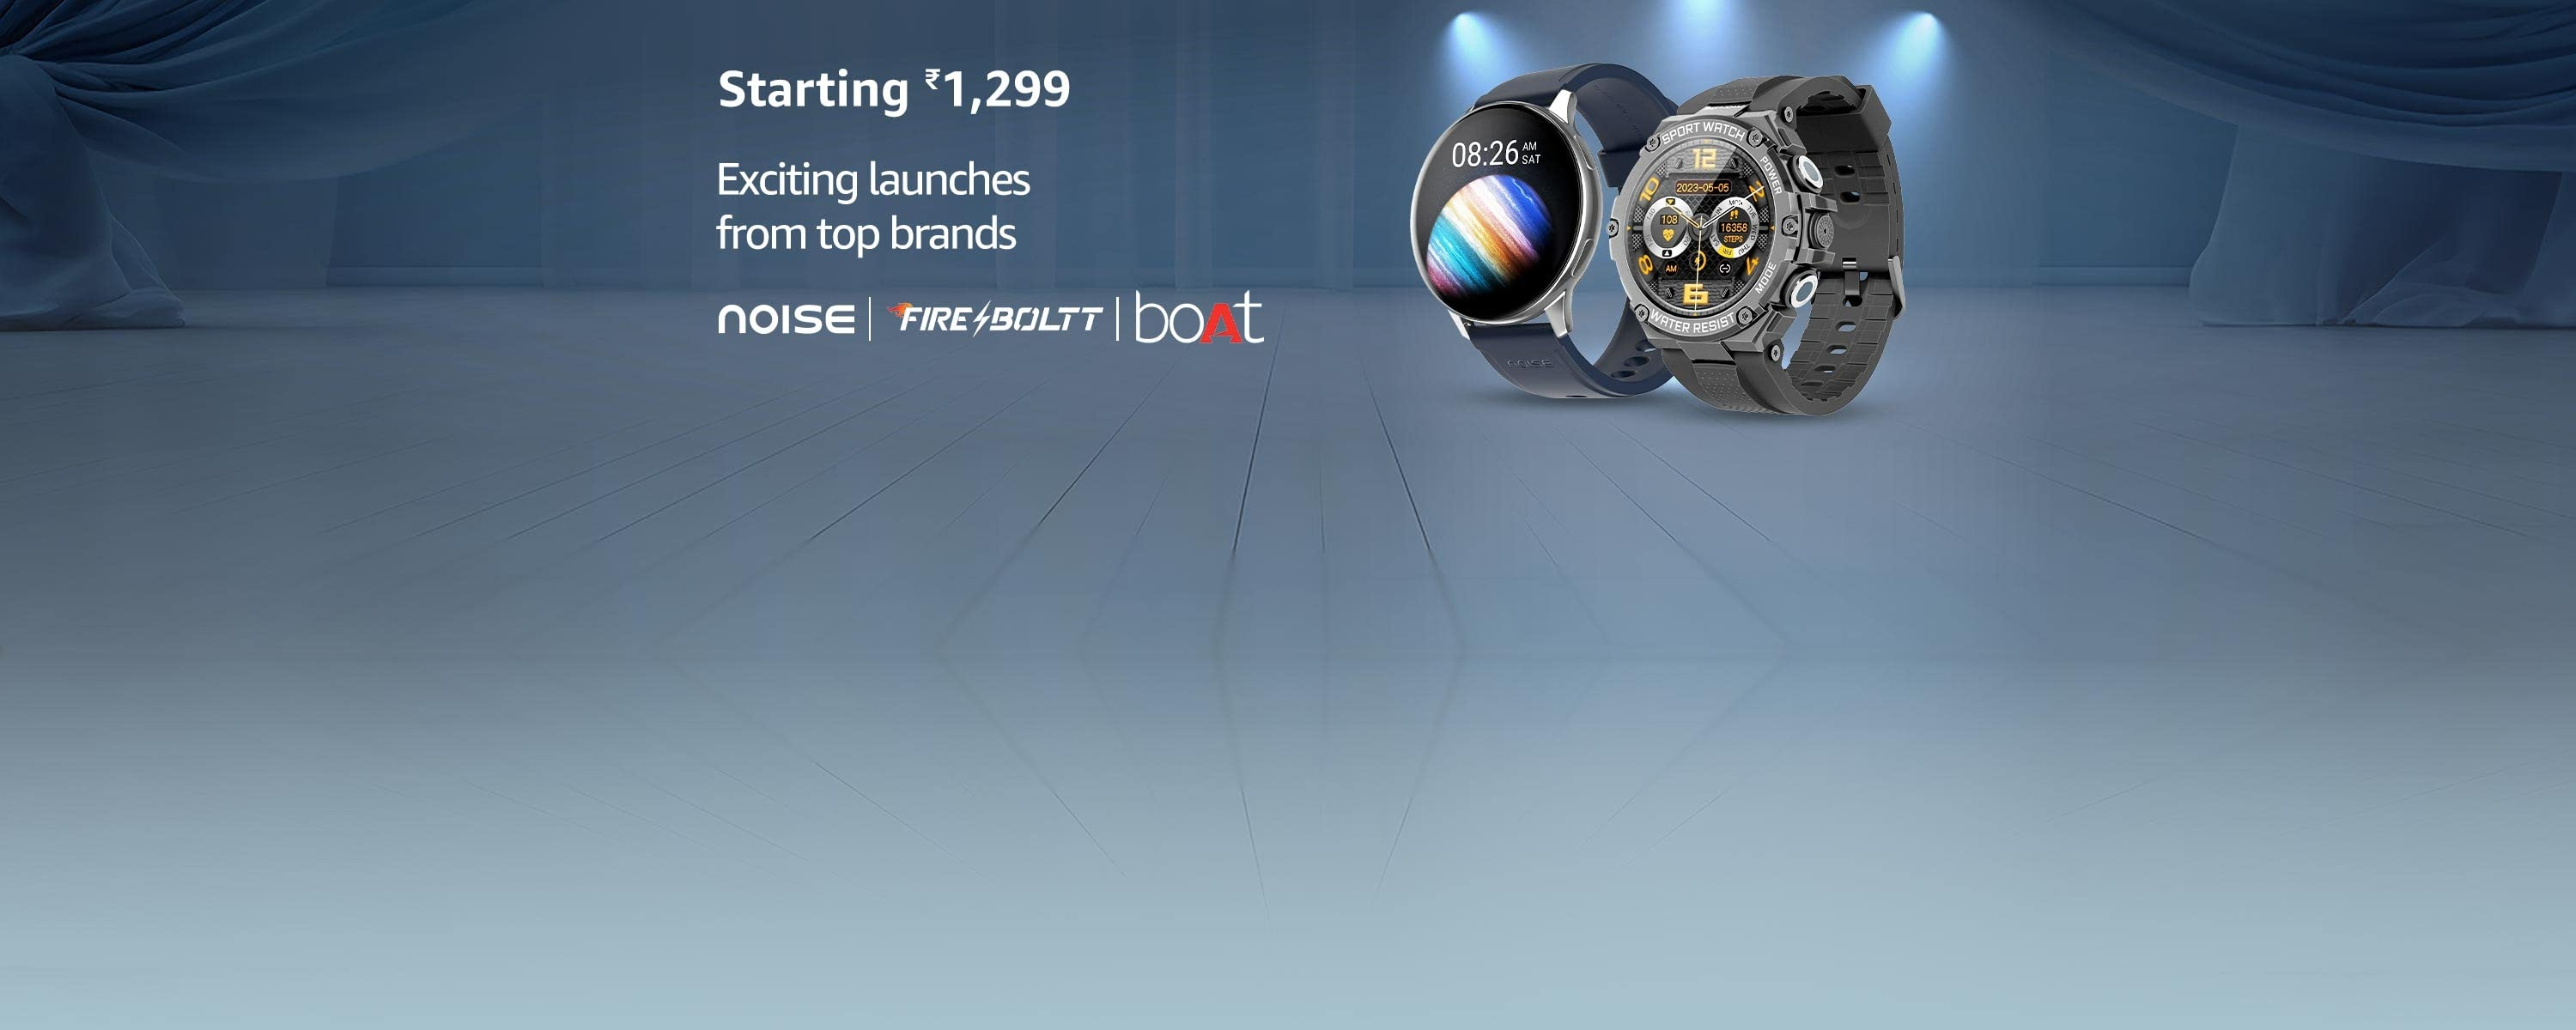 Starting ₹1,299
Exciting launches
from top brands
noise | FIRE BOLTT | boAt
08:26 AM
SAT
NOISE
SPORT WATCH
POWER
12
2
10
2023-05-05
108
16358
STEPS
AM
8
4
6
MODE
WATER RESIST